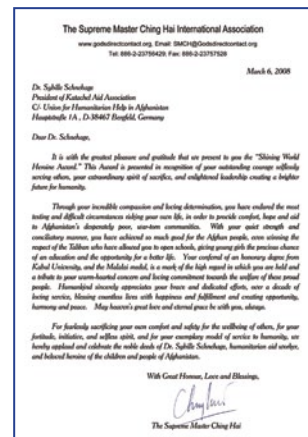 The Supreme Master Ching Hai International Association
www.godsdirectcontact.org, Email: SMCH@Godsdirectcontact.org
Tel: 886-2-23756429; Fax: 886-2-23757528
March 6, 2008
Dr. Sybille Schnehage
President of Katachel Aid Association
C/- Union for Humanitarian Help in Afghanistan
Hauptstraße 1A , D-38467 Bergfeld, Germany
Dear Dr. Schnehage,
It is with the greatest pleasure and gratitude that we present to you the "Shining World
Heroine Award." This Award is presented in recognition of your outstanding courage selflessly
serving others, your extraordinary spirit of sacrifice, and enlightened leadership creating a brighter
future for humanity.
Through your incredible compassion and loving determination, you have endured the most
testing and difficult circumstances risking your own life, in order to provide comfort, hope and aid
to Afghanistan's desperately poor, war-torn communities. With your quiet strength and
conciliatory manner, you have achieved so much good for the Afghan people, even winning the
respect of the Taliban who have allowed you to open schools, giving young girls the precious chance
of an education and the opportunity for a better life. Your conferral of an honorary degree from
Kabul University, and the Malalai medal, is a mark of the high regard in which you are held and
a tribute to your warm-hearted concern and loving commitment towards the welfare of these proud
people. Humankind sincerely appreciates your brave and dedicated efforts, over a decade of
loving service, blessing countless lives with happiness and fulfillment and creating opportunity,
harmony and peace. May heaven's great love and eternal grace be with you, always.
For fearlessly sacrificing your own comfort and safety for the wellbeing of others, for your
fortitude, initiative, and selfless spirit, and for your exemplary model of service to humanity, we
hereby applaud and celebrate the noble deeds of Dr. Sybille Schnehage, humanitarian aid worker,
and beloved heroine of the children and people of Afghanistan.
With Great Honour, Love and Blessings,
The Supreme Master Ching Hai